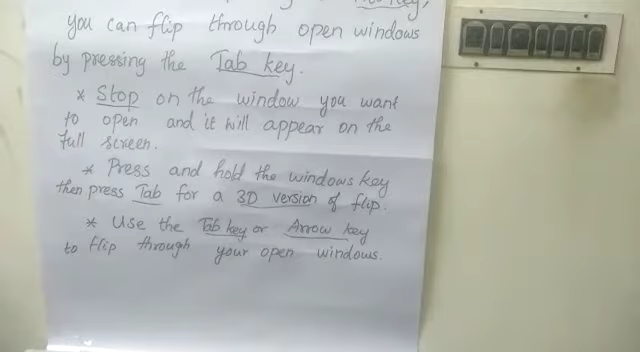 key,
you can flip through open windows
by pressing the Tab key.
* Stop on the window you want
to open and it will appear on the
full screen.
* Press and hold the windows key
then press Tab for a 3D version of flip.
* Use the Tab key or Arrow key
to flip through your open windows.